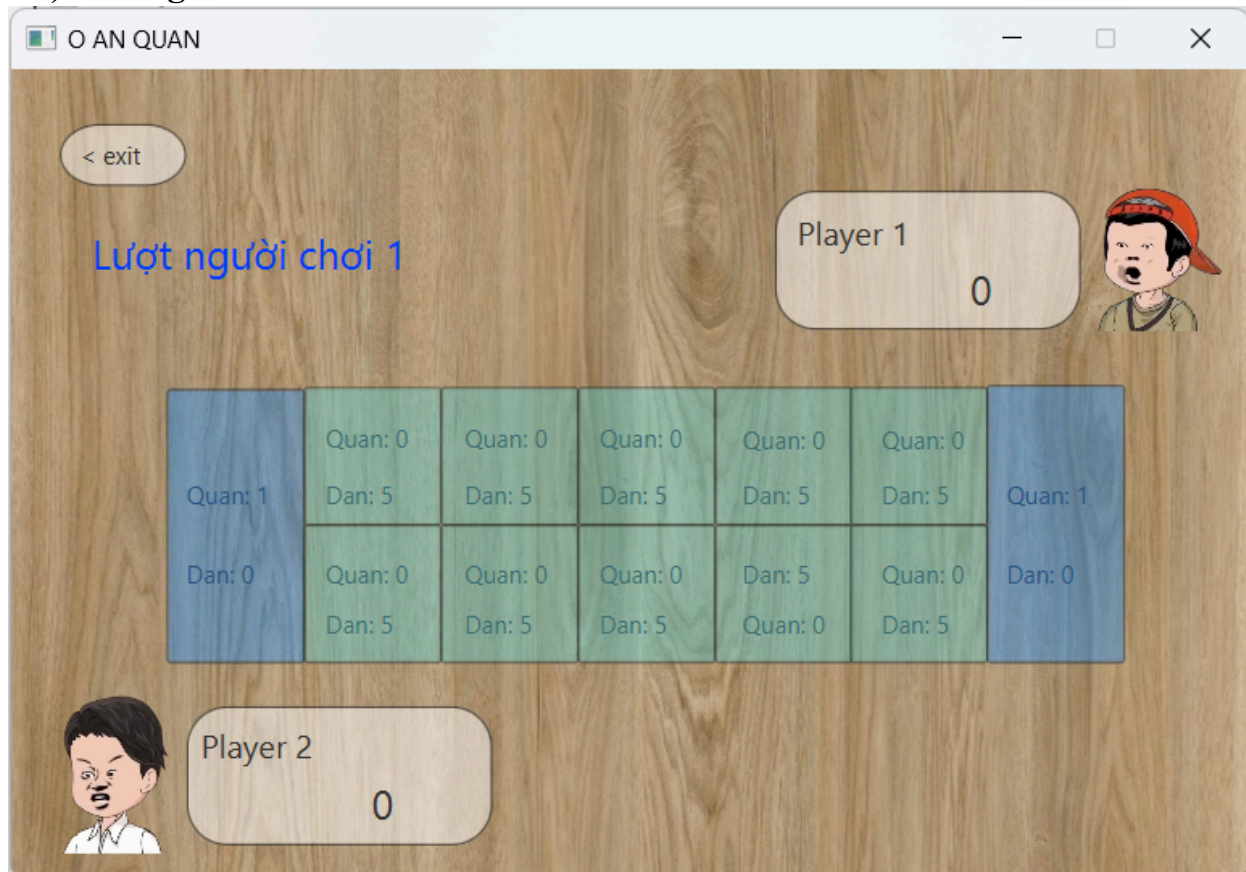 O AN QUAN
< exit
Lượt người chơi 1
Player 1
0
Quan: 0 Quan: 0 Quan: 0 Quan: 0 Quan: 0
Quan: 1 Dan: 5 Dan: 5 Dan: 5 Dan: 5 Dan: 5 Quan: 1
Dan: 0 Quan: 0 Quan: 0 Quan: 0 Dan: 5 Quan: 0 Dan: 0
Dan: 5 Dan: 5 Dan: 5 Quan: 0 Dan: 5
Player 2
0